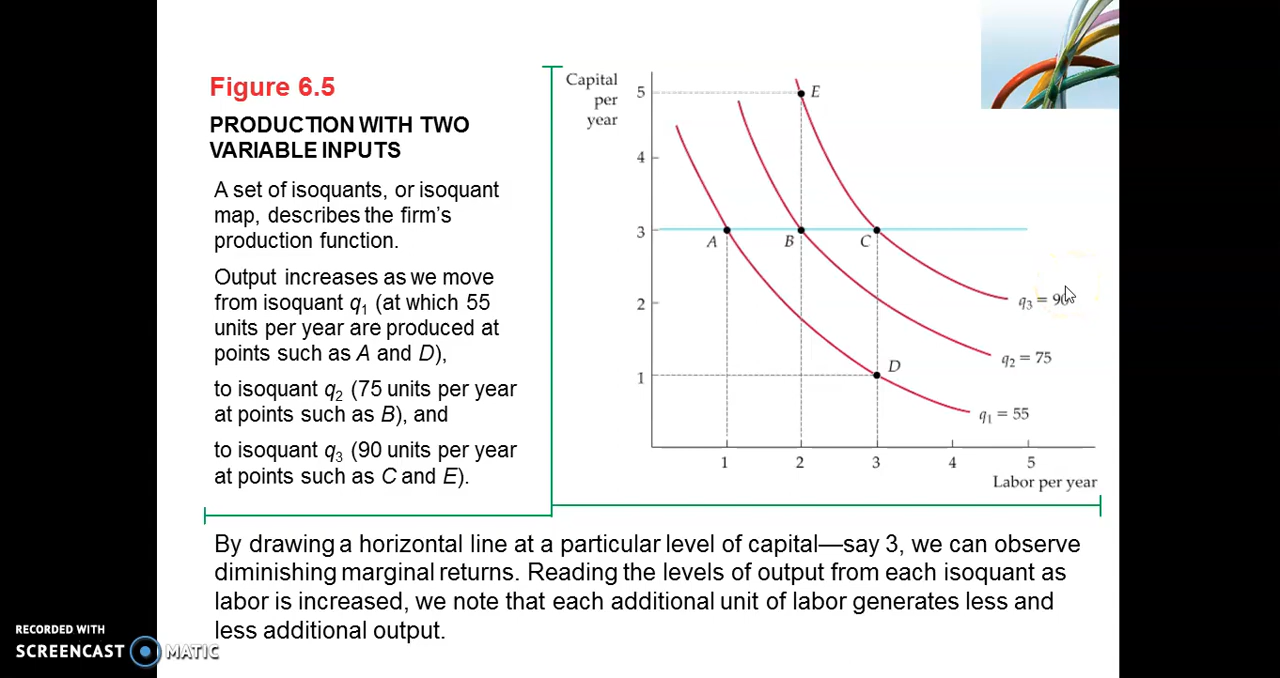 Figure 6.5
PRODUCTION WITH TWO
VARIABLE INPUTS
A set of isoquants, or isoquant
map, describes the firm's
production function.
Output increases as we move
from isoquant q1 (at which 55
units per year are produced at
points such as A and D),
to isoquant q2 (75 units per year
at points such as B), and
to isoquant q3 (90 units per year
at points such as C and E).
Capital
per
year
5
4
3
2
1
E
A
B
C
D
q3 = 90
q2 = 75
q1 = 55
1 2 3 4 5
Labor per year
By drawing a horizontal line at a particular level of capital—say 3, we can observe
diminishing marginal returns. Reading the levels of output from each isoquant as
labor is increased, we note that each additional unit of labor generates less and
less additional output.
RECORDED WITH
SCREENCAST MATIC